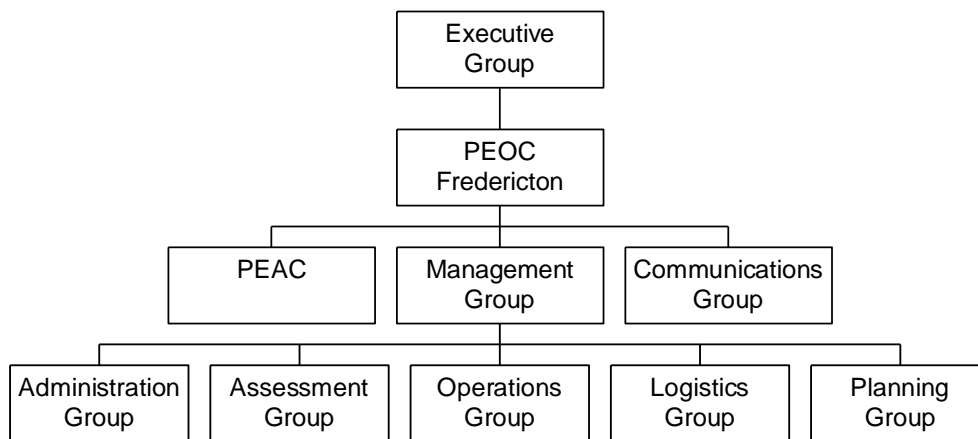 Executive
Group
PEOC
Fredericton
PEAC
Management
Group
Communications
Group
Administration
Group
Assessment
Group
Operations
Group
Logistics
Group
Planning
Group